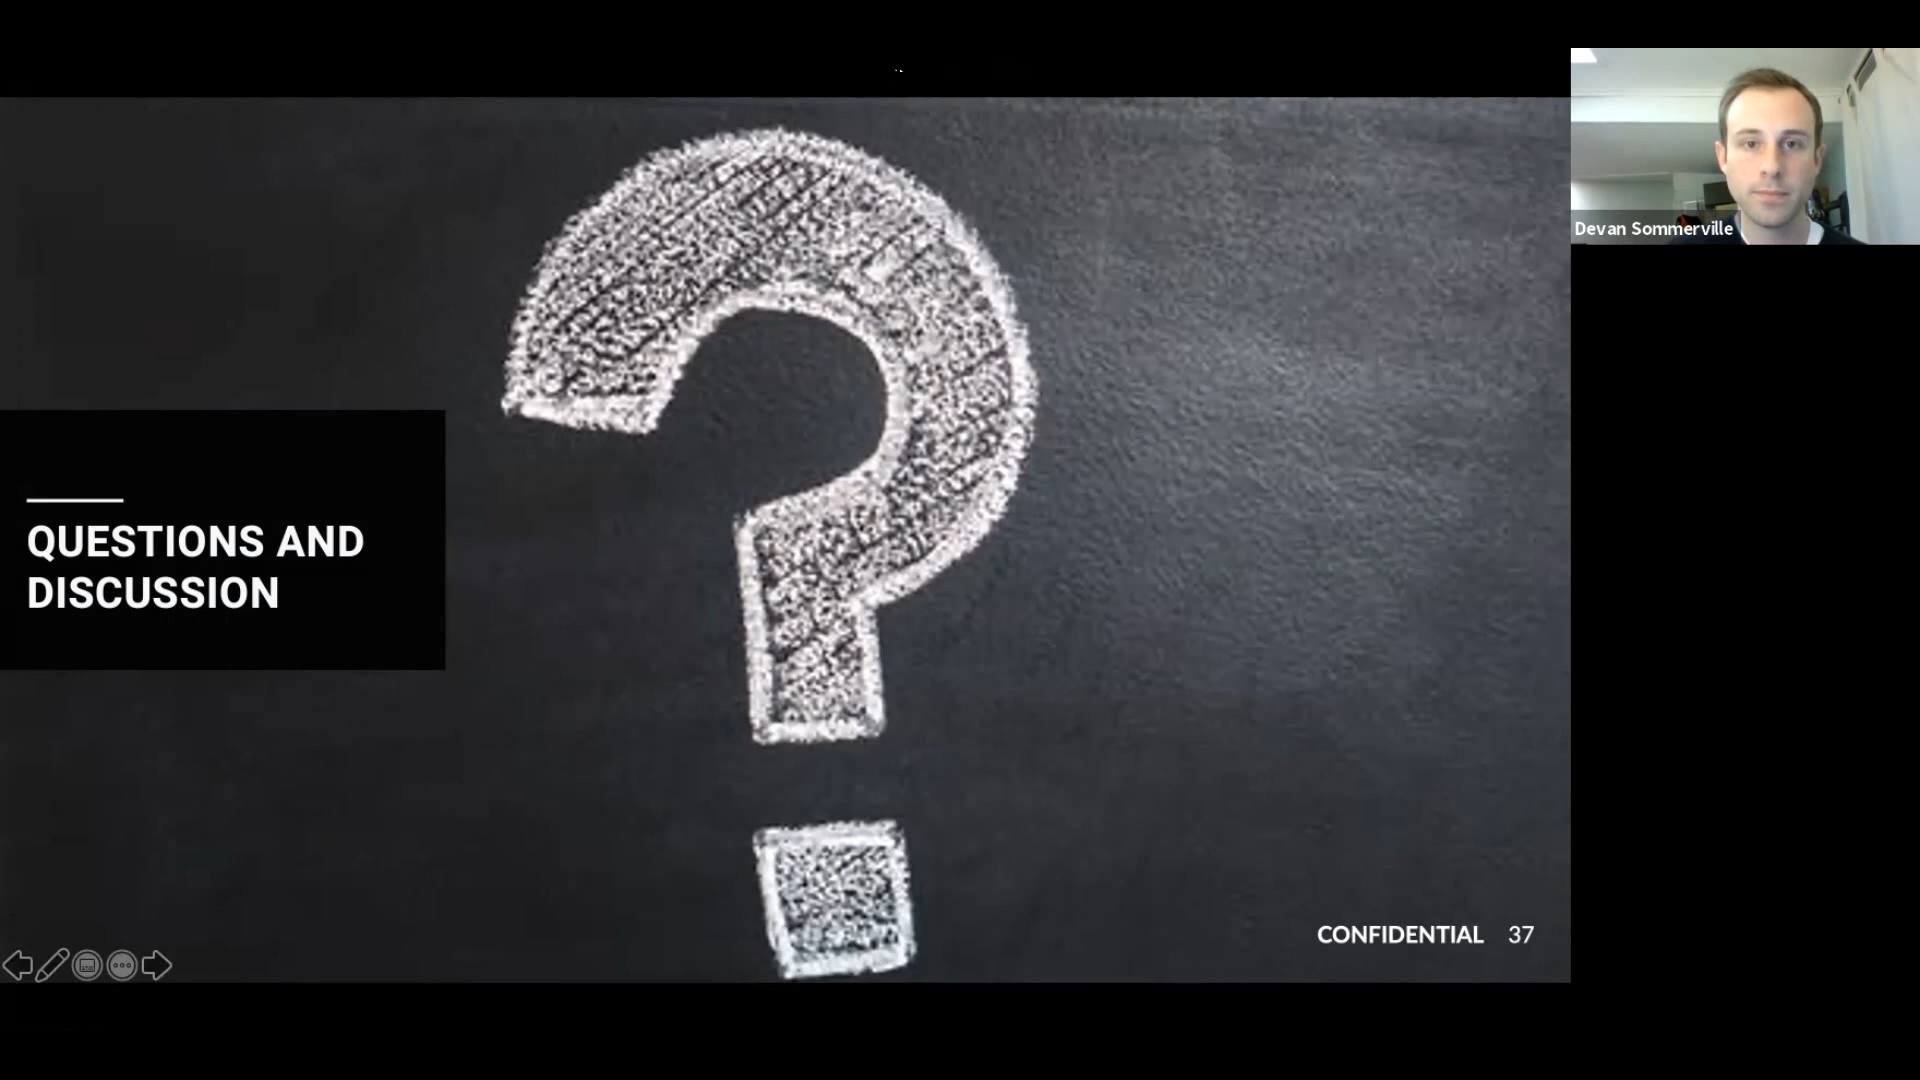 Devan Sommerville
QUESTIONS AND
DISCUSSION
CONFIDENTIAL 37